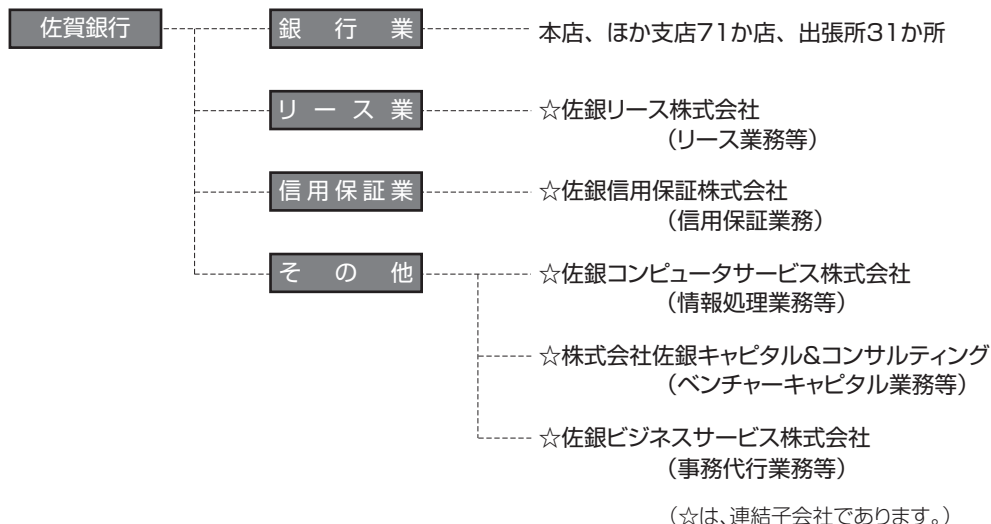 佐賀銀行
銀行業
本店、ほか支店71か店、出張所31か所
リース業
☆佐銀リース株式会社
(リース業務等)
信用保証業
☆佐銀信用保証株式会社
(信用保証業務)
その他
☆佐銀コンピュータサービス株式会社
(情報処理業務等)
☆株式会社佐銀キャピタル&コンサルティング
(ベンチャーキャピタル業務等)
☆佐銀ビジネスサービス株式会社
(事務代行業務等)
(☆は、連結子会社であります。)